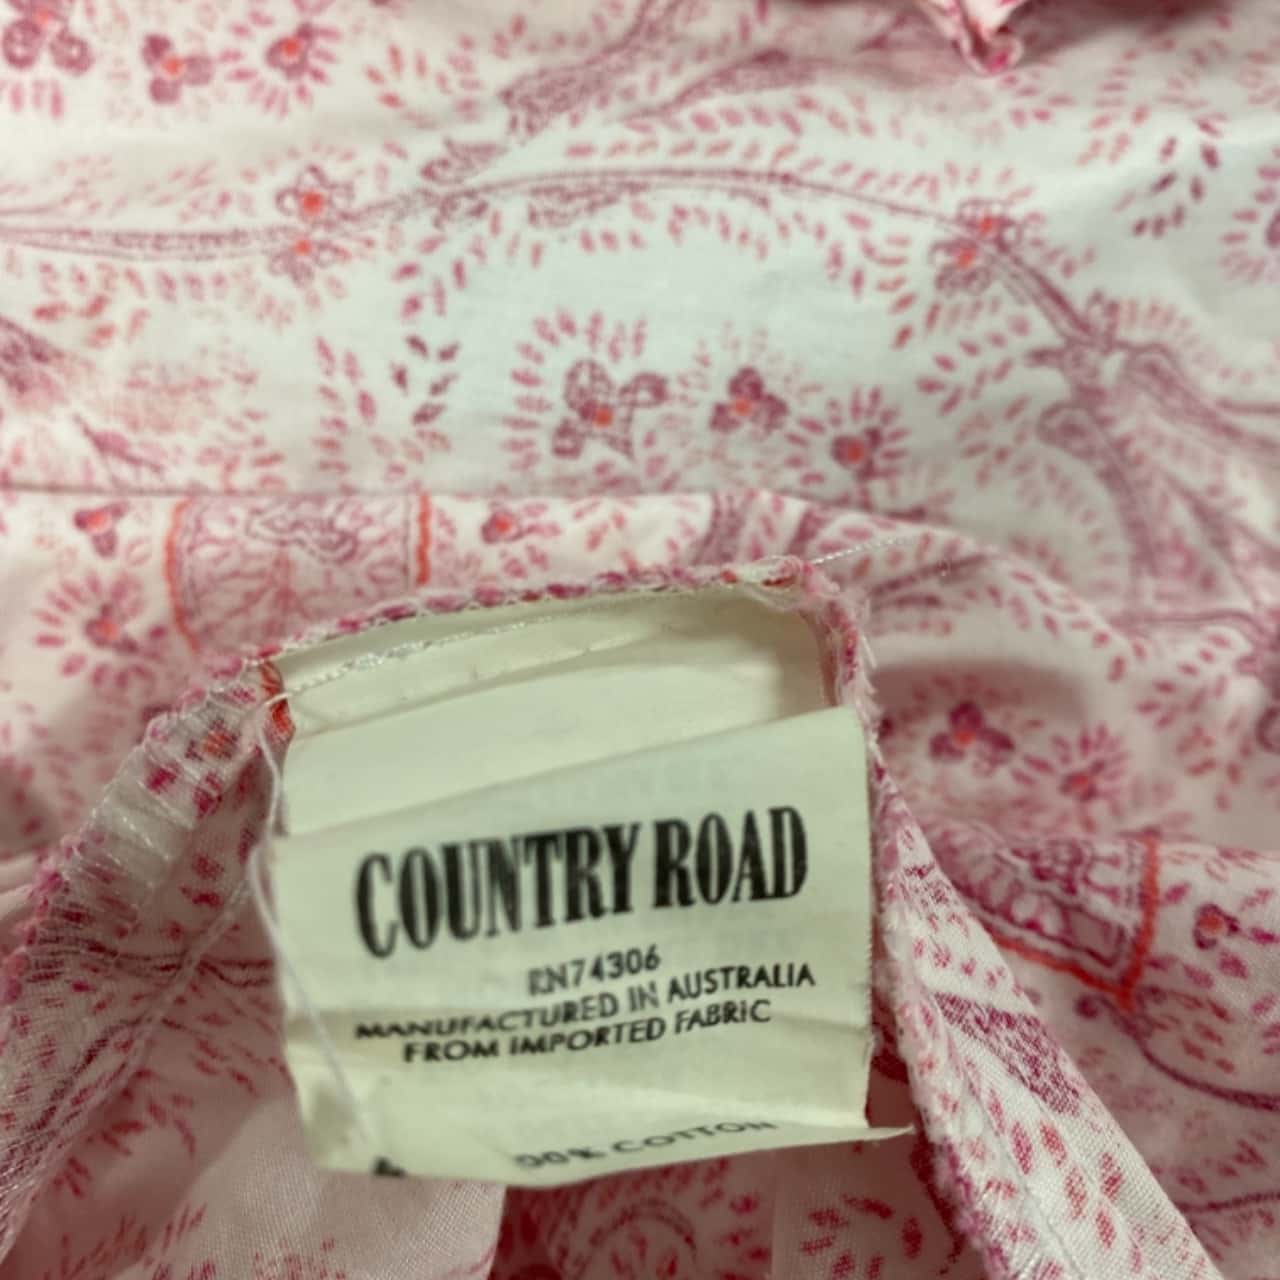 COUNTRY ROAD
RN74306
MANUFACTURED IN AUSTRALIA
FROM IMPORTED FABRIC
COTTON